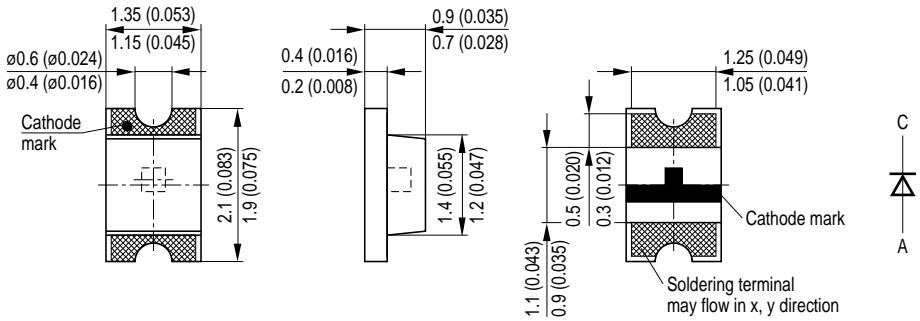 1.35 (0.053)
1.15 (0.045)
ø0.6 (ø0.024)
ø0.4 (ø0.016)
Cathode
mark
2.1 (0.083)
1.9 (0.075)
0.9 (0.035)
0.7 (0.028)
0.4 (0.016)
0.2 (0.008)
1.4 (0.055)
1.2 (0.047)
1.25 (0.049)
1.05 (0.041)
0.5 (0.020)
0.3 (0.012)
1.1 (0.043)
0.9 (0.035)
Cathode mark
Soldering terminal
may flow in x, y direction
C
A